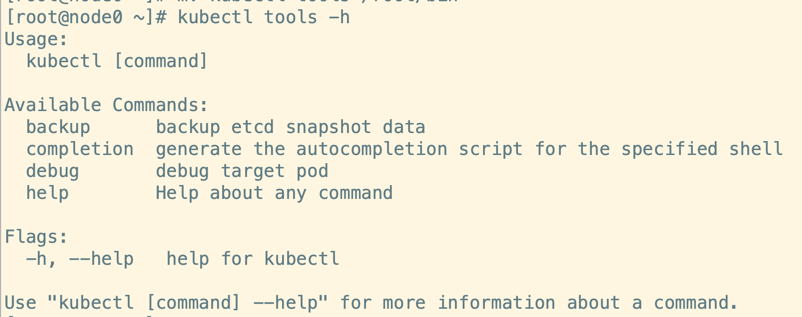 [root@node0 ~]# kubectl tools -h
Usage:
  kubectl [command]

Available Commands:
  backup      backup etcd snapshot data
  completion  generate the autocompletion script for the specified shell
  debug       debug target pod
  help        Help about any command

Flags:
  -h, --help   help for kubectl

Use "kubectl [command] --help" for more information about a command.